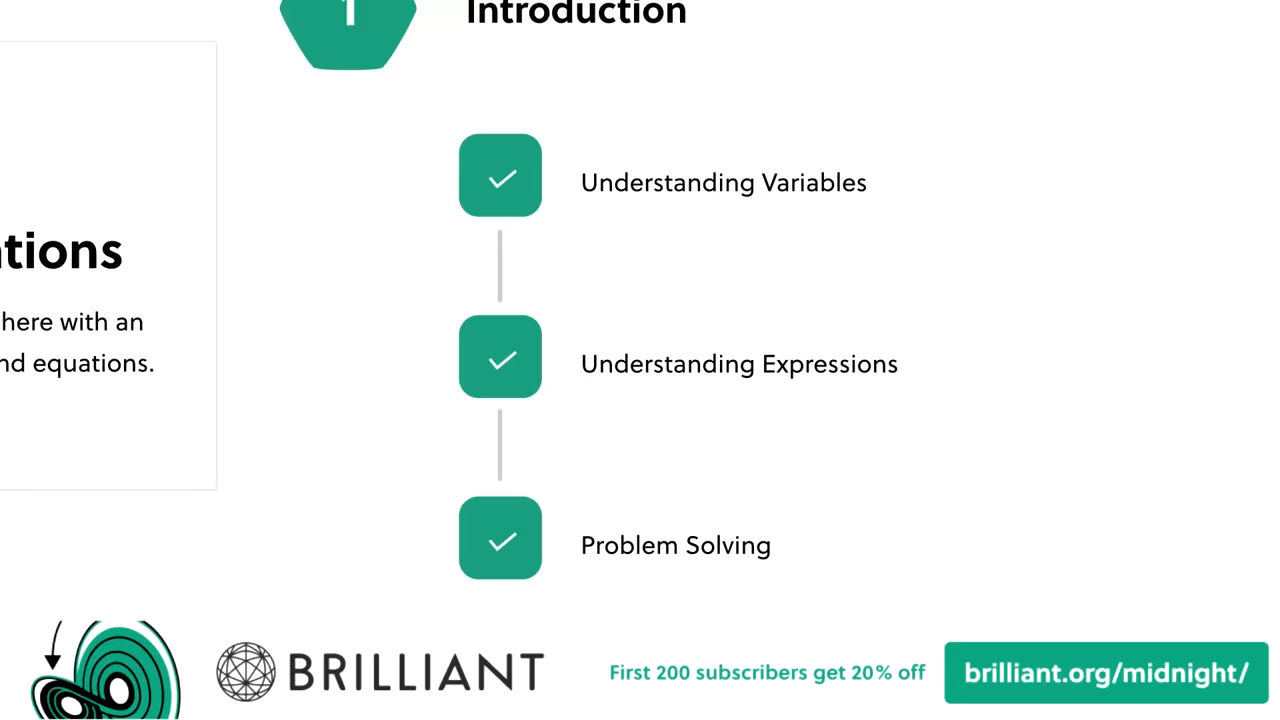 1
Introduction
Understanding Variables
ations
here with an
nd equations.
Understanding Expressions
Problem Solving
BRILLIANT
First 200 subscribers get 20% off
brilliant.org/midnight/